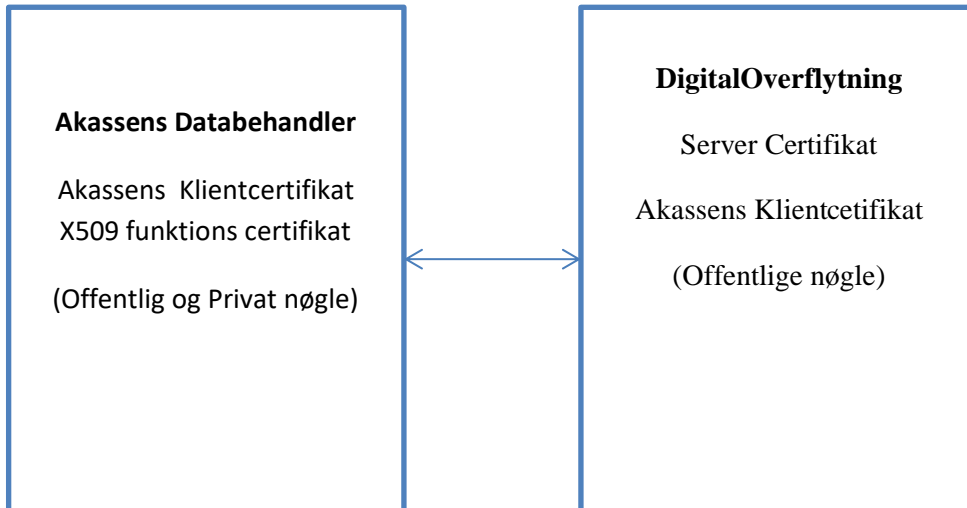 Akassens Databehandler
Akassens Klientcertifikat
X509 funktions certifikat
(Offentlig og Privat nøgle)
DigitalOverflytning
Server Certifikat
Akassens Klientcetifikat
(Offentlige nøgle)